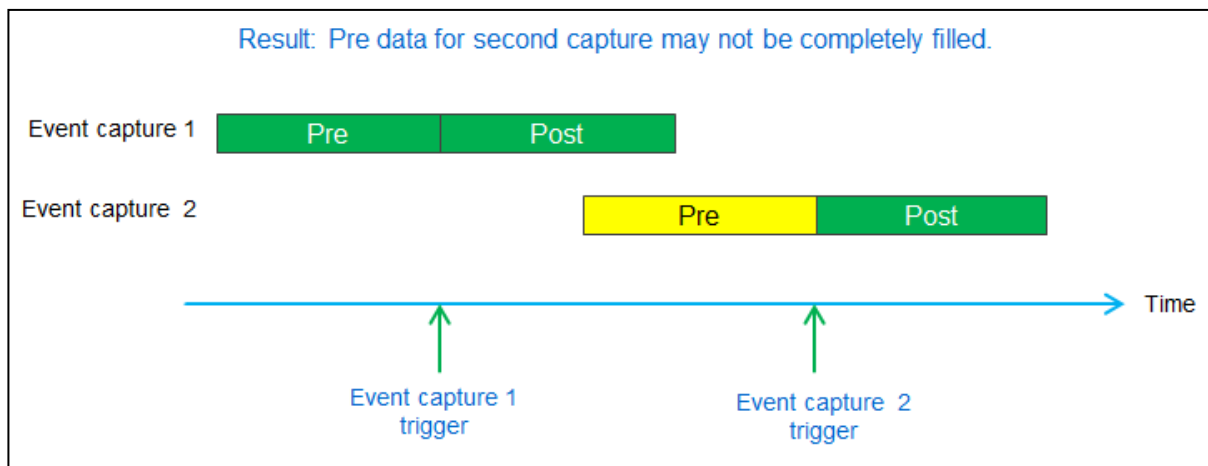 Result: Pre data for second capture may not be completely filled.
Event capture 1
Pre
Post
Event capture 2
Pre
Post
Time
Event capture 1
trigger
Event capture 2
trigger